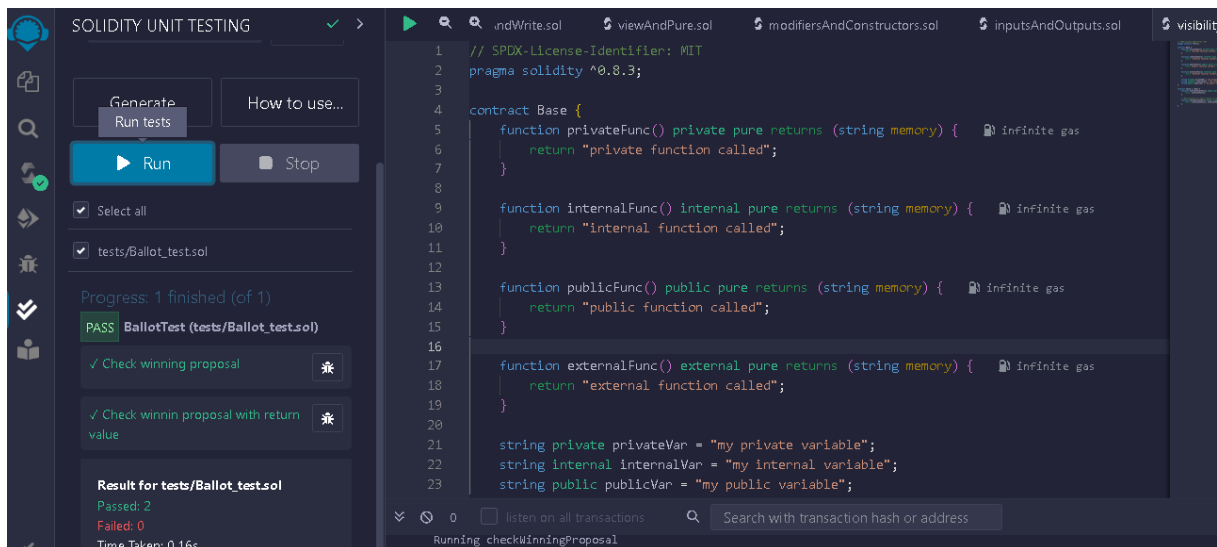 SOLIDITY UNIT TESTING
Generate
How to use...
Run tests
Run
Stop
Select all
tests/Ballot_test.sol
Progress: 1 finished (of 1)
PASS BallotTest (tests/Ballot_test.sol)
✓ Check winning proposal
✓ Check winnin proposal with return
value
Result for tests/Ballot_test.sol
Passed: 2
Failed: 0
Time Taken: 0.16s
ndWrite.sol
viewAndPure.sol
modifiersAndConstructors.sol
inputsAndOutputs.sol
visibility
1 // SPDX-License-Identifier: MIT
2 pragma solidity ^0.8.3;
3
4 contract Base {
5 function privateFunc() private pure returns (string memory) { infinite gas
6 return "private function called";
7 }
8
9 function internalFunc() internal pure returns (string memory) { infinite gas
10 return "internal function called";
11 }
12
13 function publicFunc() public pure returns (string memory) { infinite gas
14 return "public function called";
15 }
16
17 function externalFunc() external pure returns (string memory) { infinite gas
18 return "external function called";
19 }
20
21 string private privateVar = "my private variable";
22 string internal internalVar = "my internal variable";
23 string public publicVar = "my public variable";
0
listen on all transactions
Search with transaction hash or address
Running checkWinningProposal